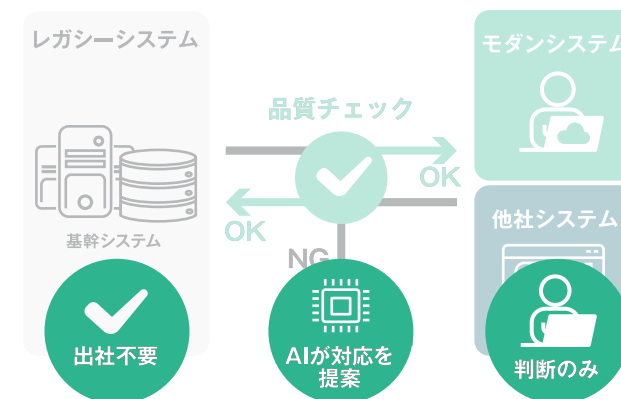 レガシーシステム
モダンシステム
品質チェック
OK
OK
NG
基幹システム
他社システム
出社不要
AIが対応を
提案
判断のみ